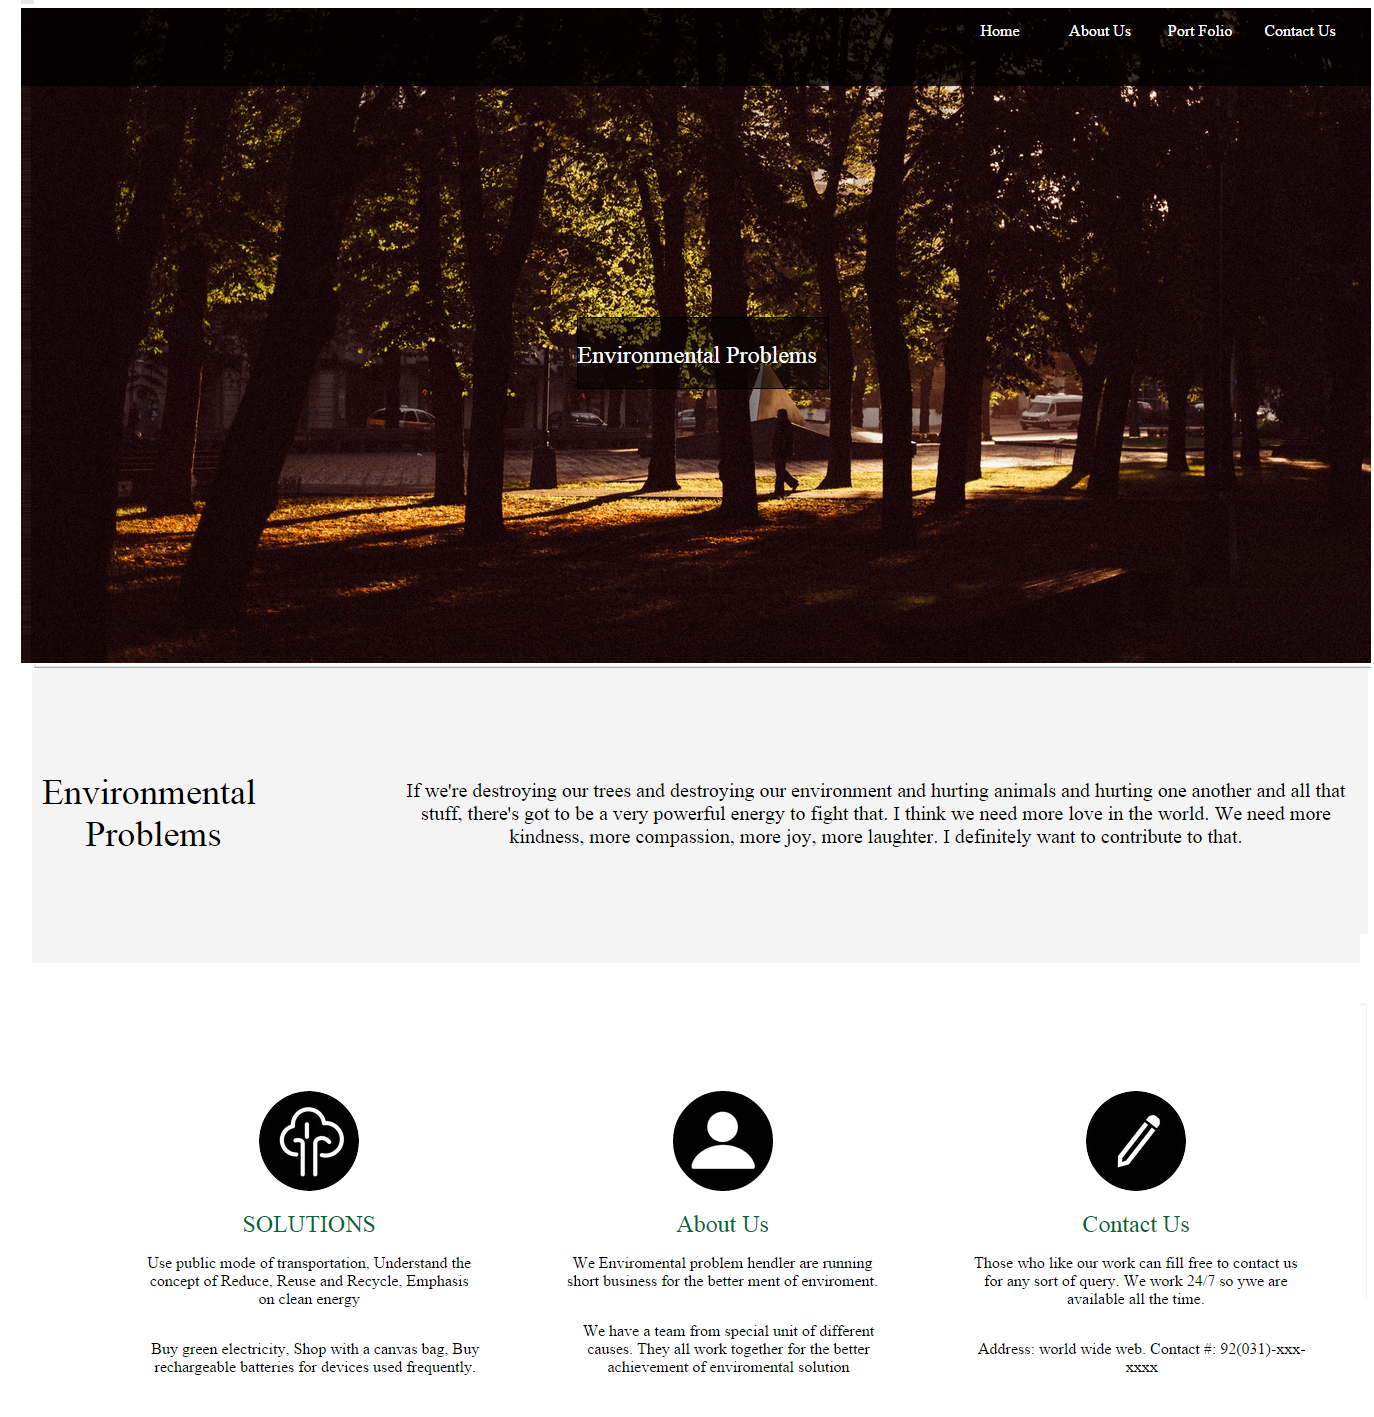 Home About Us Port Folio Contact Us
Environmental Problems
Environmental
Problems
If we're destroying our trees and destroying our environment and hurting animals and hurting one another and all that
stuff, there's got to be a very powerful energy to fight that. I think we need more love in the world. We need more
kindness, more compassion, more joy, more laughter. I definitely want to contribute to that.
SOLUTIONS
Use public mode of transportation, Understand the
concept of Reduce, Reuse and Recycle, Emphasis
on clean energy
Buy green electricity, Shop with a canvas bag, Buy
rechargeable batteries for devices used frequently.
About Us
We Enviromental problem hendler are running
short business for the better ment of enviroment.
We have a team from special unit of different
causes. They all work together for the better
achievement of enviromental solution
Contact Us
Those who like our work can fill free to contact us
for any sort of query. We work 24/7 so ywe are
available all the time.
Address: world wide web. Contact #: 92(031)-xxx-
xxxx